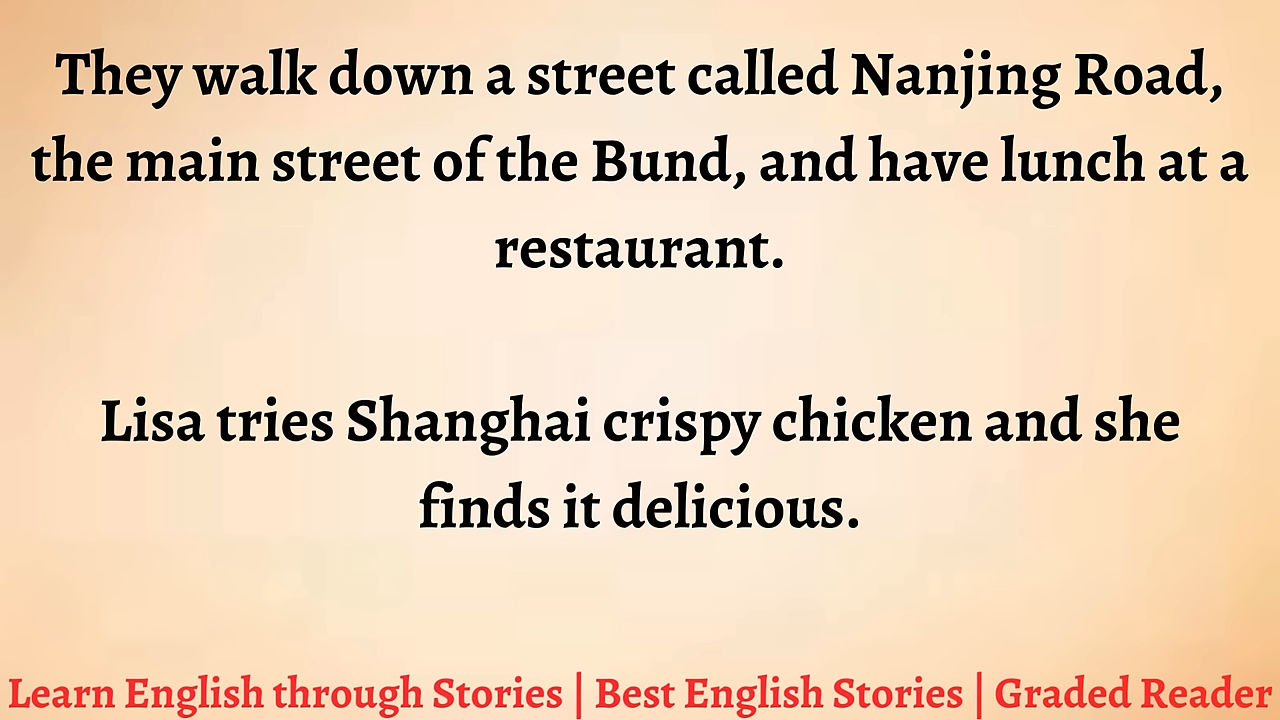 They walk down a street called Nanjing Road,
the main street of the Bund, and have lunch at a
restaurant.
Lisa tries Shanghai crispy chicken and she
finds it delicious.
Learn English through Stories | Best English Stories | Graded Reader